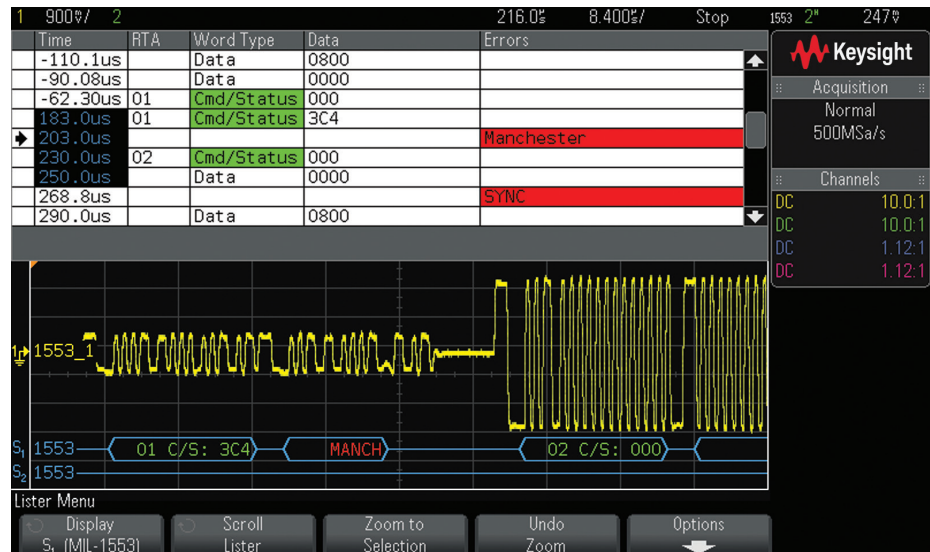 1 900♥/ 2 216.0⅟ 8.400⅟/ Stop 1553 2" 247♥
Time RTA Word Type Data Errors
-110.1us Data 0800
-90.08us Data 0000
-62.30us 01 Cmd/Status 000
183.0us 01 Cmd/Status 3C4
203.0us Manchester
230.0us 02 Cmd/Status 000
250.0us Data 0000
268.8us SYNC
290.0us Data 0800
Keysight
Acquisition
Normal
500MSa/s
Channels
DC 10.0:1
DC 10.0:1
DC 1.12:1
DC 1.12:1
1 1553_1
S1 1553 01 C/S: 3C4 MANCH 02 C/S: 000
S2 1553
Lister Menu
Display
S1 (MIL-1553)
Scroll
Lister
Zoom to
Selection
Undo
Zoom
Options